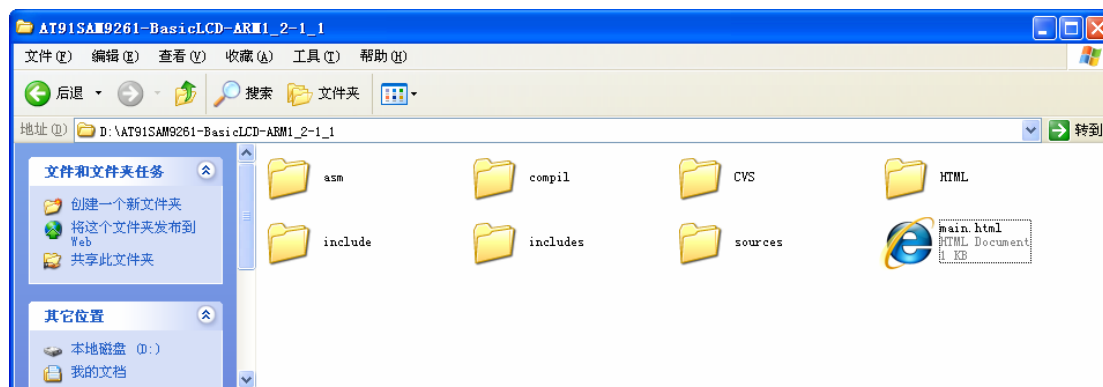 AT91SAM9261-BasicLCD-ARM1_2-1_1
文件(F) 编辑(E) 查看(V) 收藏(A) 工具(T) 帮助(H)
后退 搜索 文件夹
地址(D) D:\AT91SAM9261-BasicLCD-ARM1_2-1_1 转到
文件和文件夹任务
创建一个新文件夹
将这个文件夹发布到
Web
共享此文件夹
其它位置
本地磁盘 (D:)
我的文档
asm compil CVS HTML
include includes sources main.html
HTML Document
1 KB